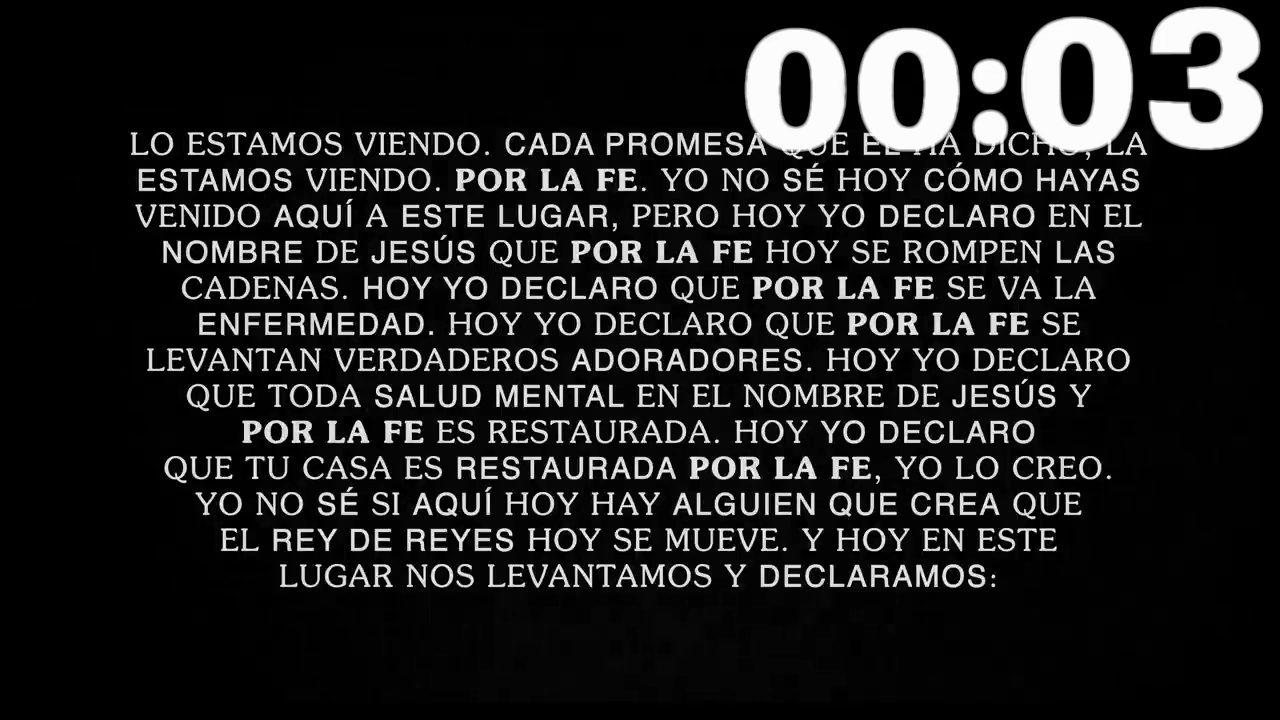 00:03
LO ESTAMOS VIENDO. CADA PROMESA QUE EL HA DICHO, LA
ESTAMOS VIENDO. POR LA FE. YO NO SÉ HOY CÓMO HAYAS
VENIDO AQUÍ A ESTE LUGAR, PERO HOY YO DECLARO EN EL
NOMBRE DE JESÚS QUE POR LA FE HOY SE ROMPEN LAS
CADENAS. HOY YO DECLARO QUE POR LA FE SE VA LA
ENFERMEDAD. HOY YO DECLARO QUE POR LA FE SE
LEVANTAN VERDADEROS ADORADORES. HOY YO DECLARO
QUE TODA SALUD MENTAL EN EL NOMBRE DE JESÚS Y
POR LA FE ES RESTAURADA. HOY YO DECLARO
QUE TU CASA ES RESTAURADA POR LA FE, YO LO CREO.
YO NO SÉ SI AQUÍ HOY HAY ALGUIEN QUE CREA QUE
EL REY DE REYES HOY SE MUEVE. Y HOY EN ESTE
LUGAR NOS LEVANTAMOS Y DECLARAMOS: